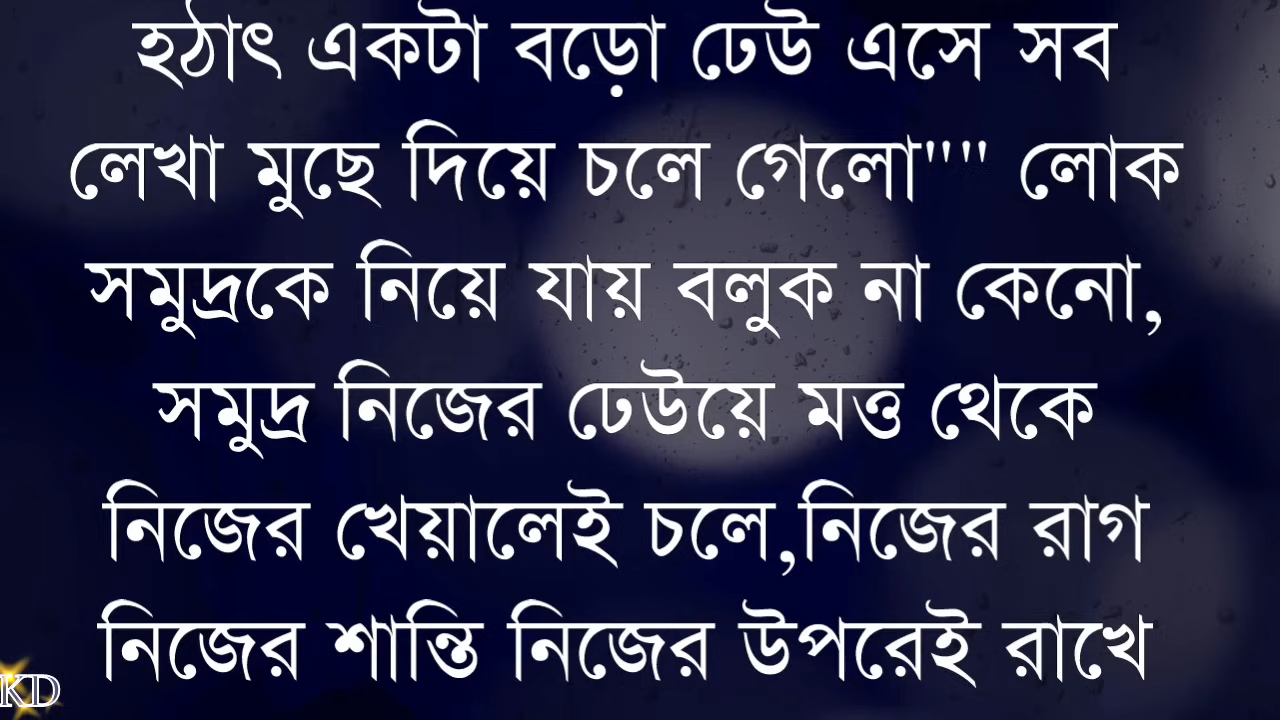 হঠাৎ একটা বড়ো ঢেউ এসে সব
লেখা মুছে দিয়ে চলে গেলো"" লোক
সমুদ্রকে নিয়ে যায় বলুক না কেনো,
সমুদ্র নিজের ঢেউয়ে মত্ত থেকে
নিজের খেয়ালেই চলে,নিজের রাগ
নিজের শান্তি নিজের উপরেই রাখে
KD